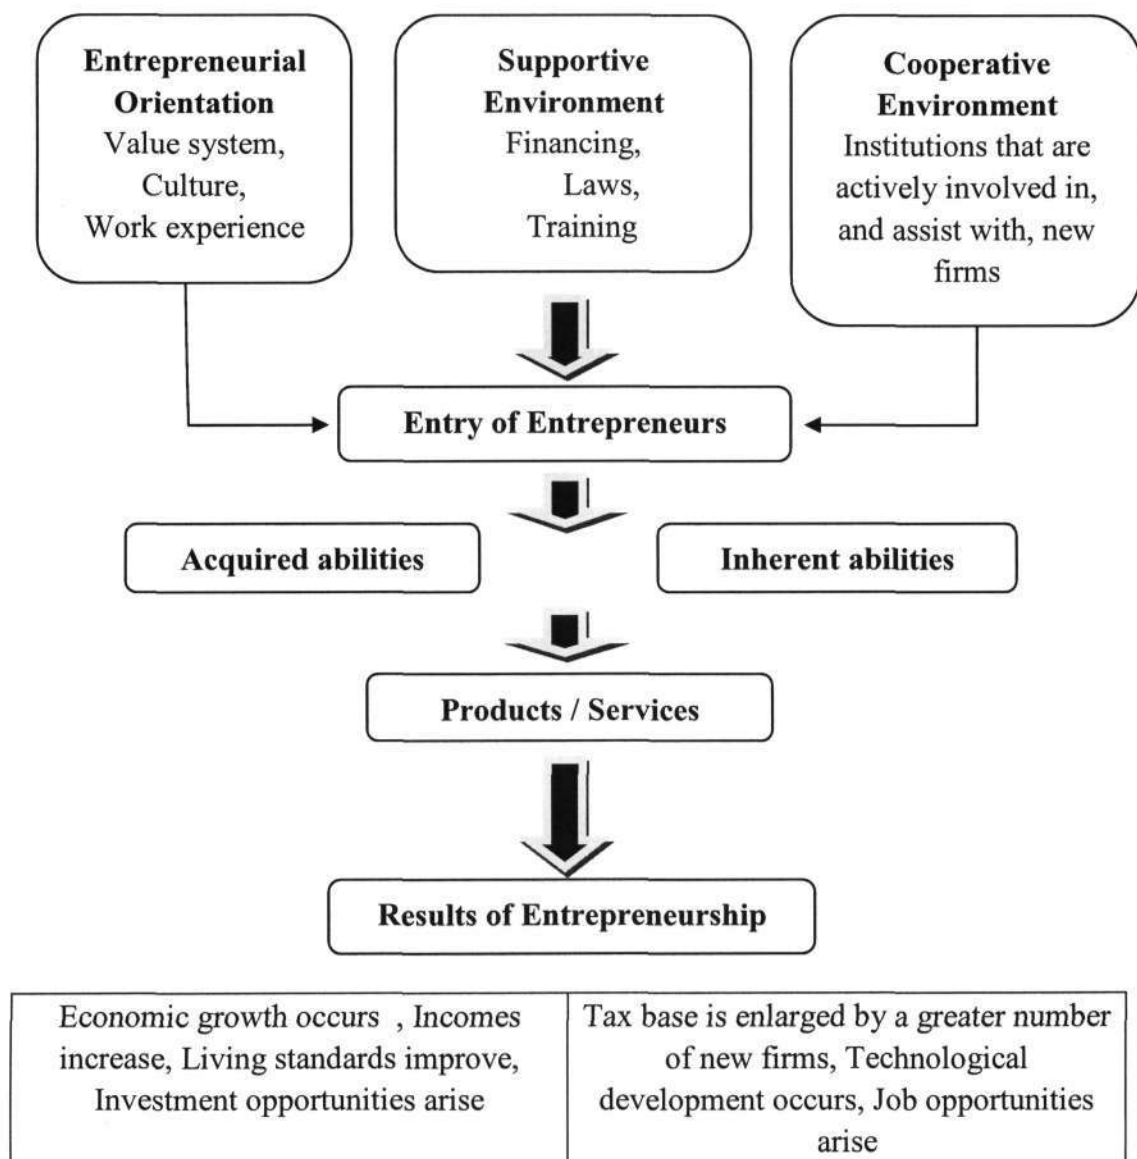 Entrepreneurial
Orientation
Value system,
Culture,
Work experience
Supportive
Environment
Financing,
Laws,
Training
Cooperative
Environment
Institutions that are
actively involved in,
and assist with, new
firms
Entry of Entrepreneurs
Acquired abilities
Inherent abilities
Products / Services
Results of Entrepreneurship
Economic growth occurs , Incomes
increase, Living standards improve,
Investment opportunities arise
Tax base is enlarged by a greater number
of new firms, Technological
development occurs, Job opportunities
arise